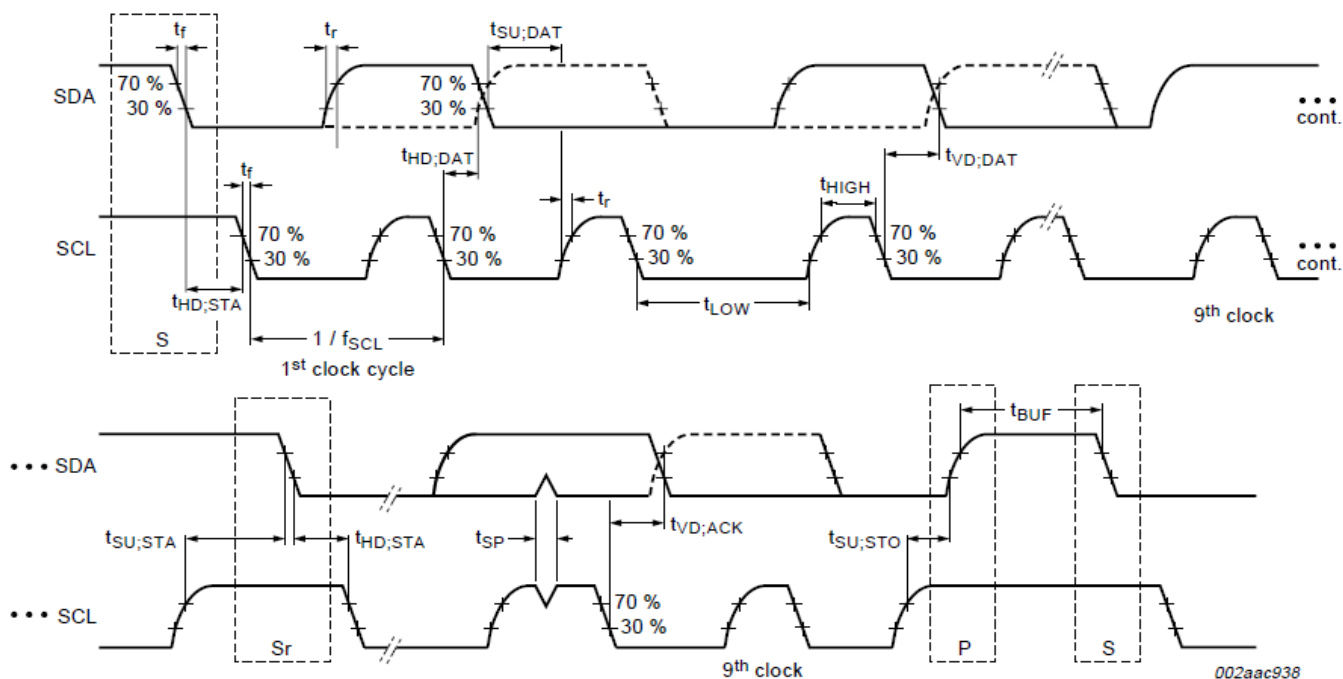 tf tr tSU;DAT
70 % 70 %
SDA
30 % 30 %
cont.
tHD;DAT tVD;DAT
tf tr tHIGH
70 % 70 % 70 %
SCL
30 % 30 % 30 %
cont.
tHD;STA tLOW
9th clock
S 1 / fSCL
1st clock cycle
tBUF
••• SDA
tSU;STA tHD;STA tSP tVD;ACK tSU;STO
••• SCL 70 %
30 %
Sr P S
9th clock
002aac938